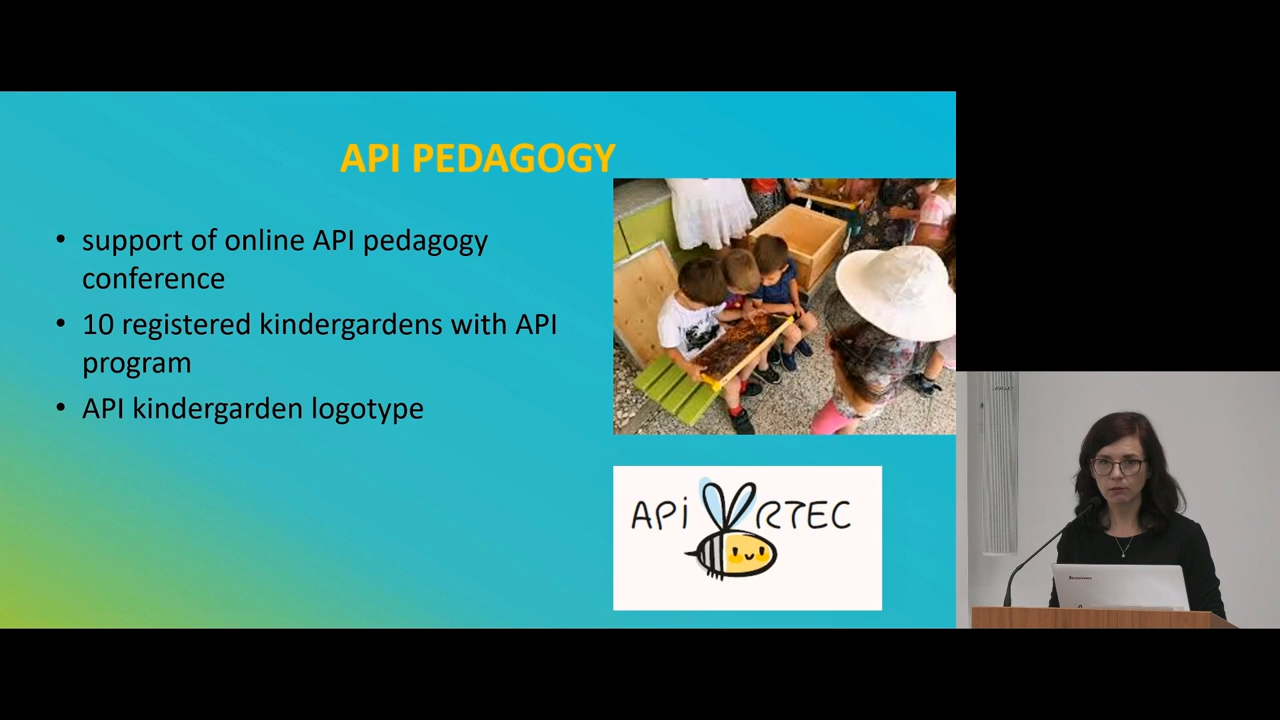 API PEDAGOGY
• support of online API pedagogy
conference
• 10 registered kindergardens with API
program
• API kindergarden logotype
APi VRTEC